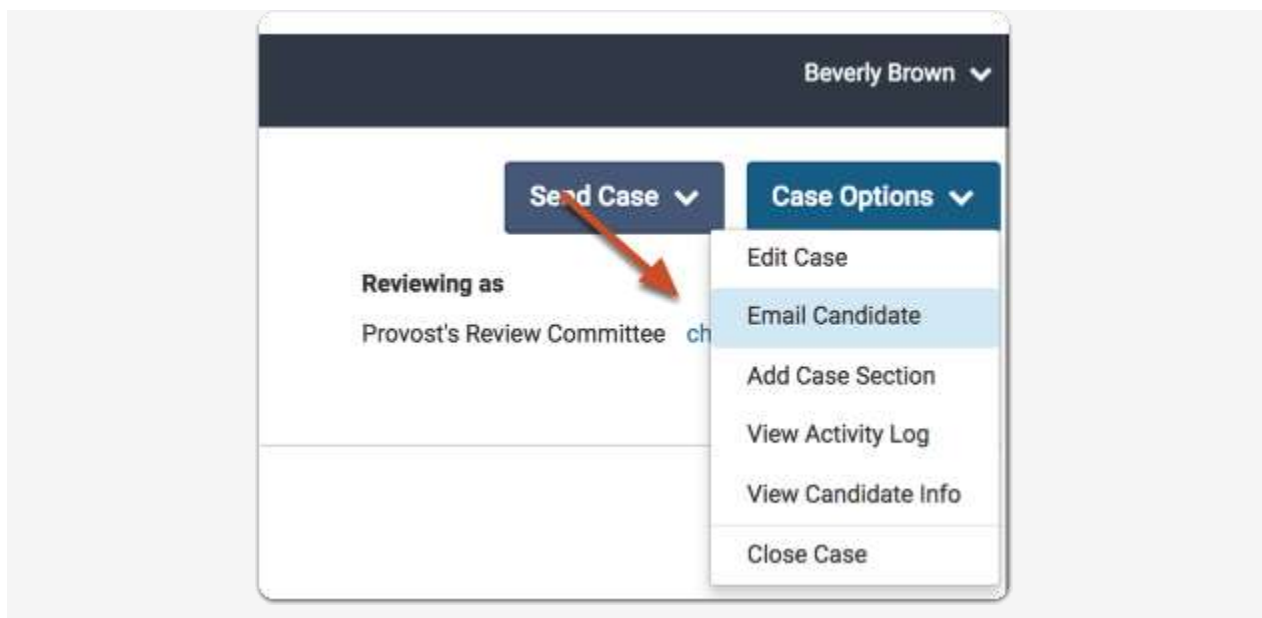 Beverly Brown
Send Case
Case Options
Edit Case
Reviewing as
Email Candidate
Provost's Review Committee ch
Add Case Section
View Activity Log
View Candidate Info
Close Case